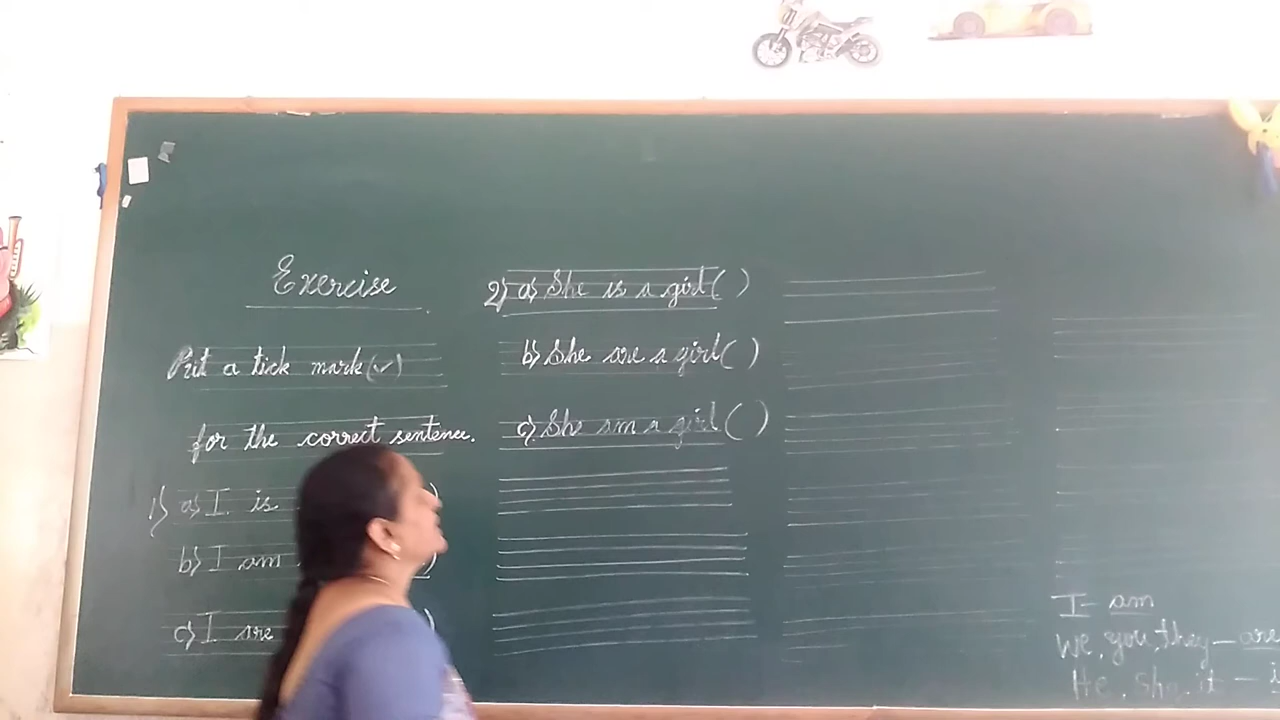 Exercise
Put a tick mark (✓)
for the correct sentence.
1) a) I is
b) I am
c) I are
2) a) She is a girl ( )
b) She are a girl ( )
c) She am a girl ( )
I - am
We, you, they - are
He, She, it -